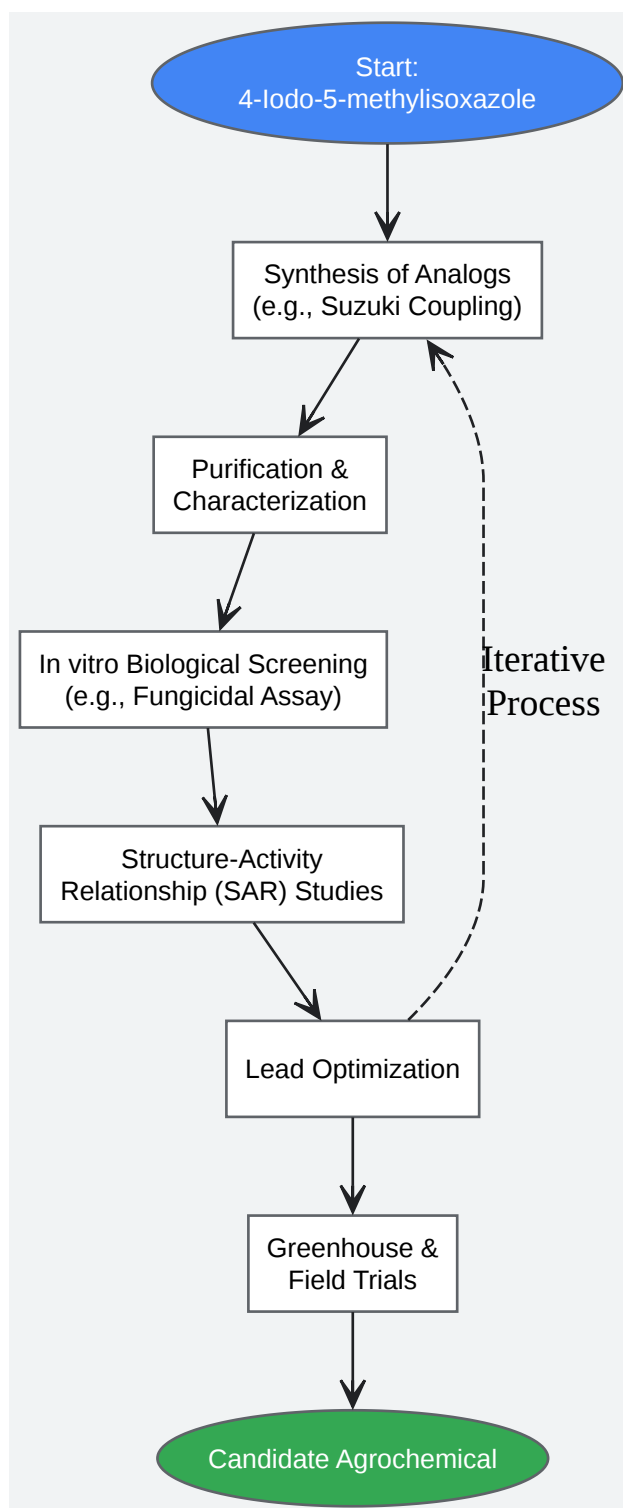 Start:
4-Iodo-5-methylisoxazole
Synthesis of Analogs
(e.g., Suzuki Coupling)
Purification &
Characterization
In vitro Biological Screening
(e.g., Fungicidal Assay)
Iterative
Process
Structure-Activity
Relationship (SAR) Studies
Lead Optimization
Greenhouse &
Field Trials
Candidate Agrochemical